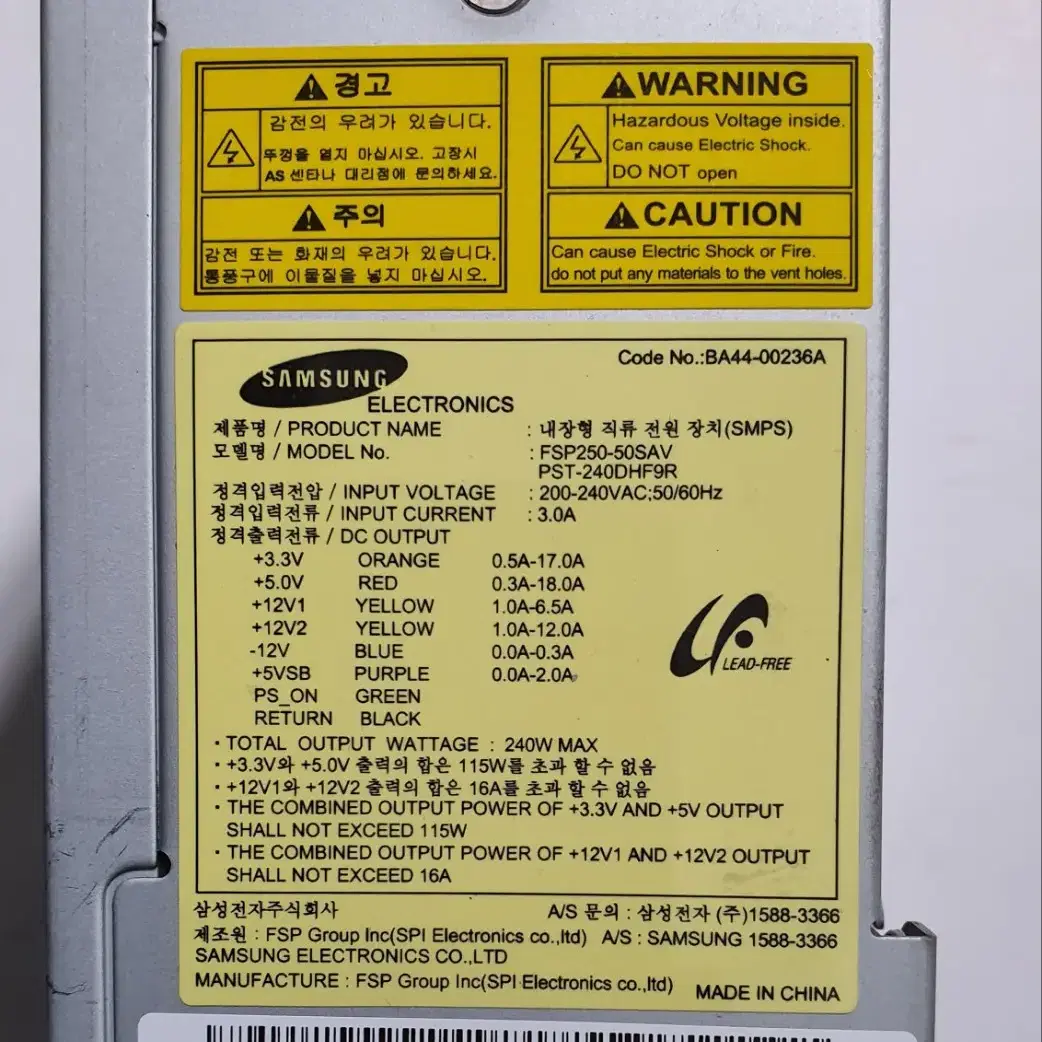 경고
감전의 우려가 있습니다.
뚜껑을 열지 마십시오. 고장시
AS 센타나 대리점에 문의하세요.
주의
감전 또는 화재의 우려가 있습니다.
통풍구에 이물질을 넣지 마십시오.
WARNING
Hazardous Voltage inside.
Can cause Electric Shock.
DO NOT open
CAUTION
Can cause Electric Shock or Fire.
do not put any materials to the vent holes.
Code No.:BA44-00236A
SAMSUNG
ELECTRONICS
제품명 / PRODUCT NAME : 내장형 직류 전원 장치(SMPS)
모델명 / MODEL No. : FSP250-50SAV
PST-240DHF9R
정격입력전압 / INPUT VOLTAGE : 200-240VAC;50/60Hz
정격입력전류 / INPUT CURRENT : 3.0A
정격출력전류 / DC OUTPUT
+3.3V ORANGE 0.5A-17.0A
+5.0V RED 0.3A-18.0A
+12V1 YELLOW 1.0A-6.5A
+12V2 YELLOW 1.0A-12.0A
-12V BLUE 0.0A-0.3A
+5VSB PURPLE 0.0A-2.0A
PS_ON GREEN
RETURN BLACK
LEAD-FREE
· TOTAL OUTPUT WATTAGE : 240W MAX
· +3.3V와 +5.0V 출력의 합은 115W를 초과 할 수 없음
· +12V1와 +12V2 출력의 합은 16A를 초과 할 수 없음
· THE COMBINED OUTPUT POWER OF +3.3V AND +5V OUTPUT
SHALL NOT EXCEED 115W
· THE COMBINED OUTPUT POWER OF +12V1 AND +12V2 OUTPUT
SHALL NOT EXCEED 16A
삼성전자주식회사 A/S 문의 : 삼성전자 (주)1588-3366
제조원 : FSP Group Inc(SPI Electronics co.,ltd) A/S : SAMSUNG 1588-3366
SAMSUNG ELECTRONICS CO.,LTD
MANUFACTURE : FSP Group Inc(SPI Electronics co.,ltd) MADE IN CHINA